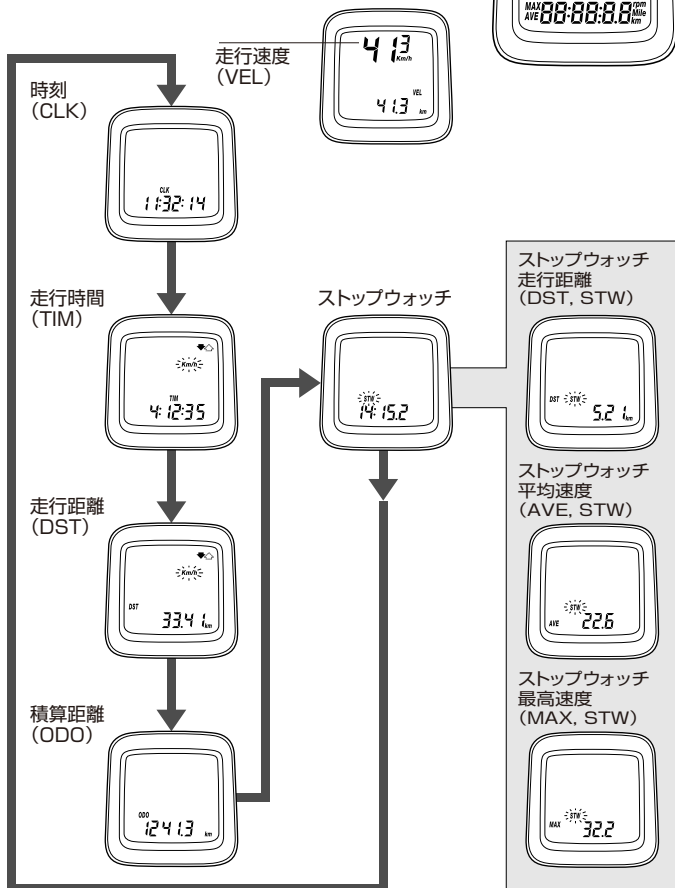 MAX
AVE 88:88:8.8 rpm
Mile
km
走行速度
(VEL)
41.3
Km/h
VEL
41.3 km
時刻
(CLK)
CLK
11:32:14
走行時間
(TIM)
Km/h
TIM
4:12:35
走行距離
(DST)
Km/h
DST
33.41 km
積算距離
(ODO)
ODO
1241.3 km
ストップウォッチ
STW
14:15.2
ストップウォッチ
走行距離
(DST, STW)
DST STW
5.21 km
ストップウォッチ
平均速度
(AVE, STW)
STW
AVE 22.6
ストップウォッチ
最高速度
(MAX, STW)
STW
MAX 32.2